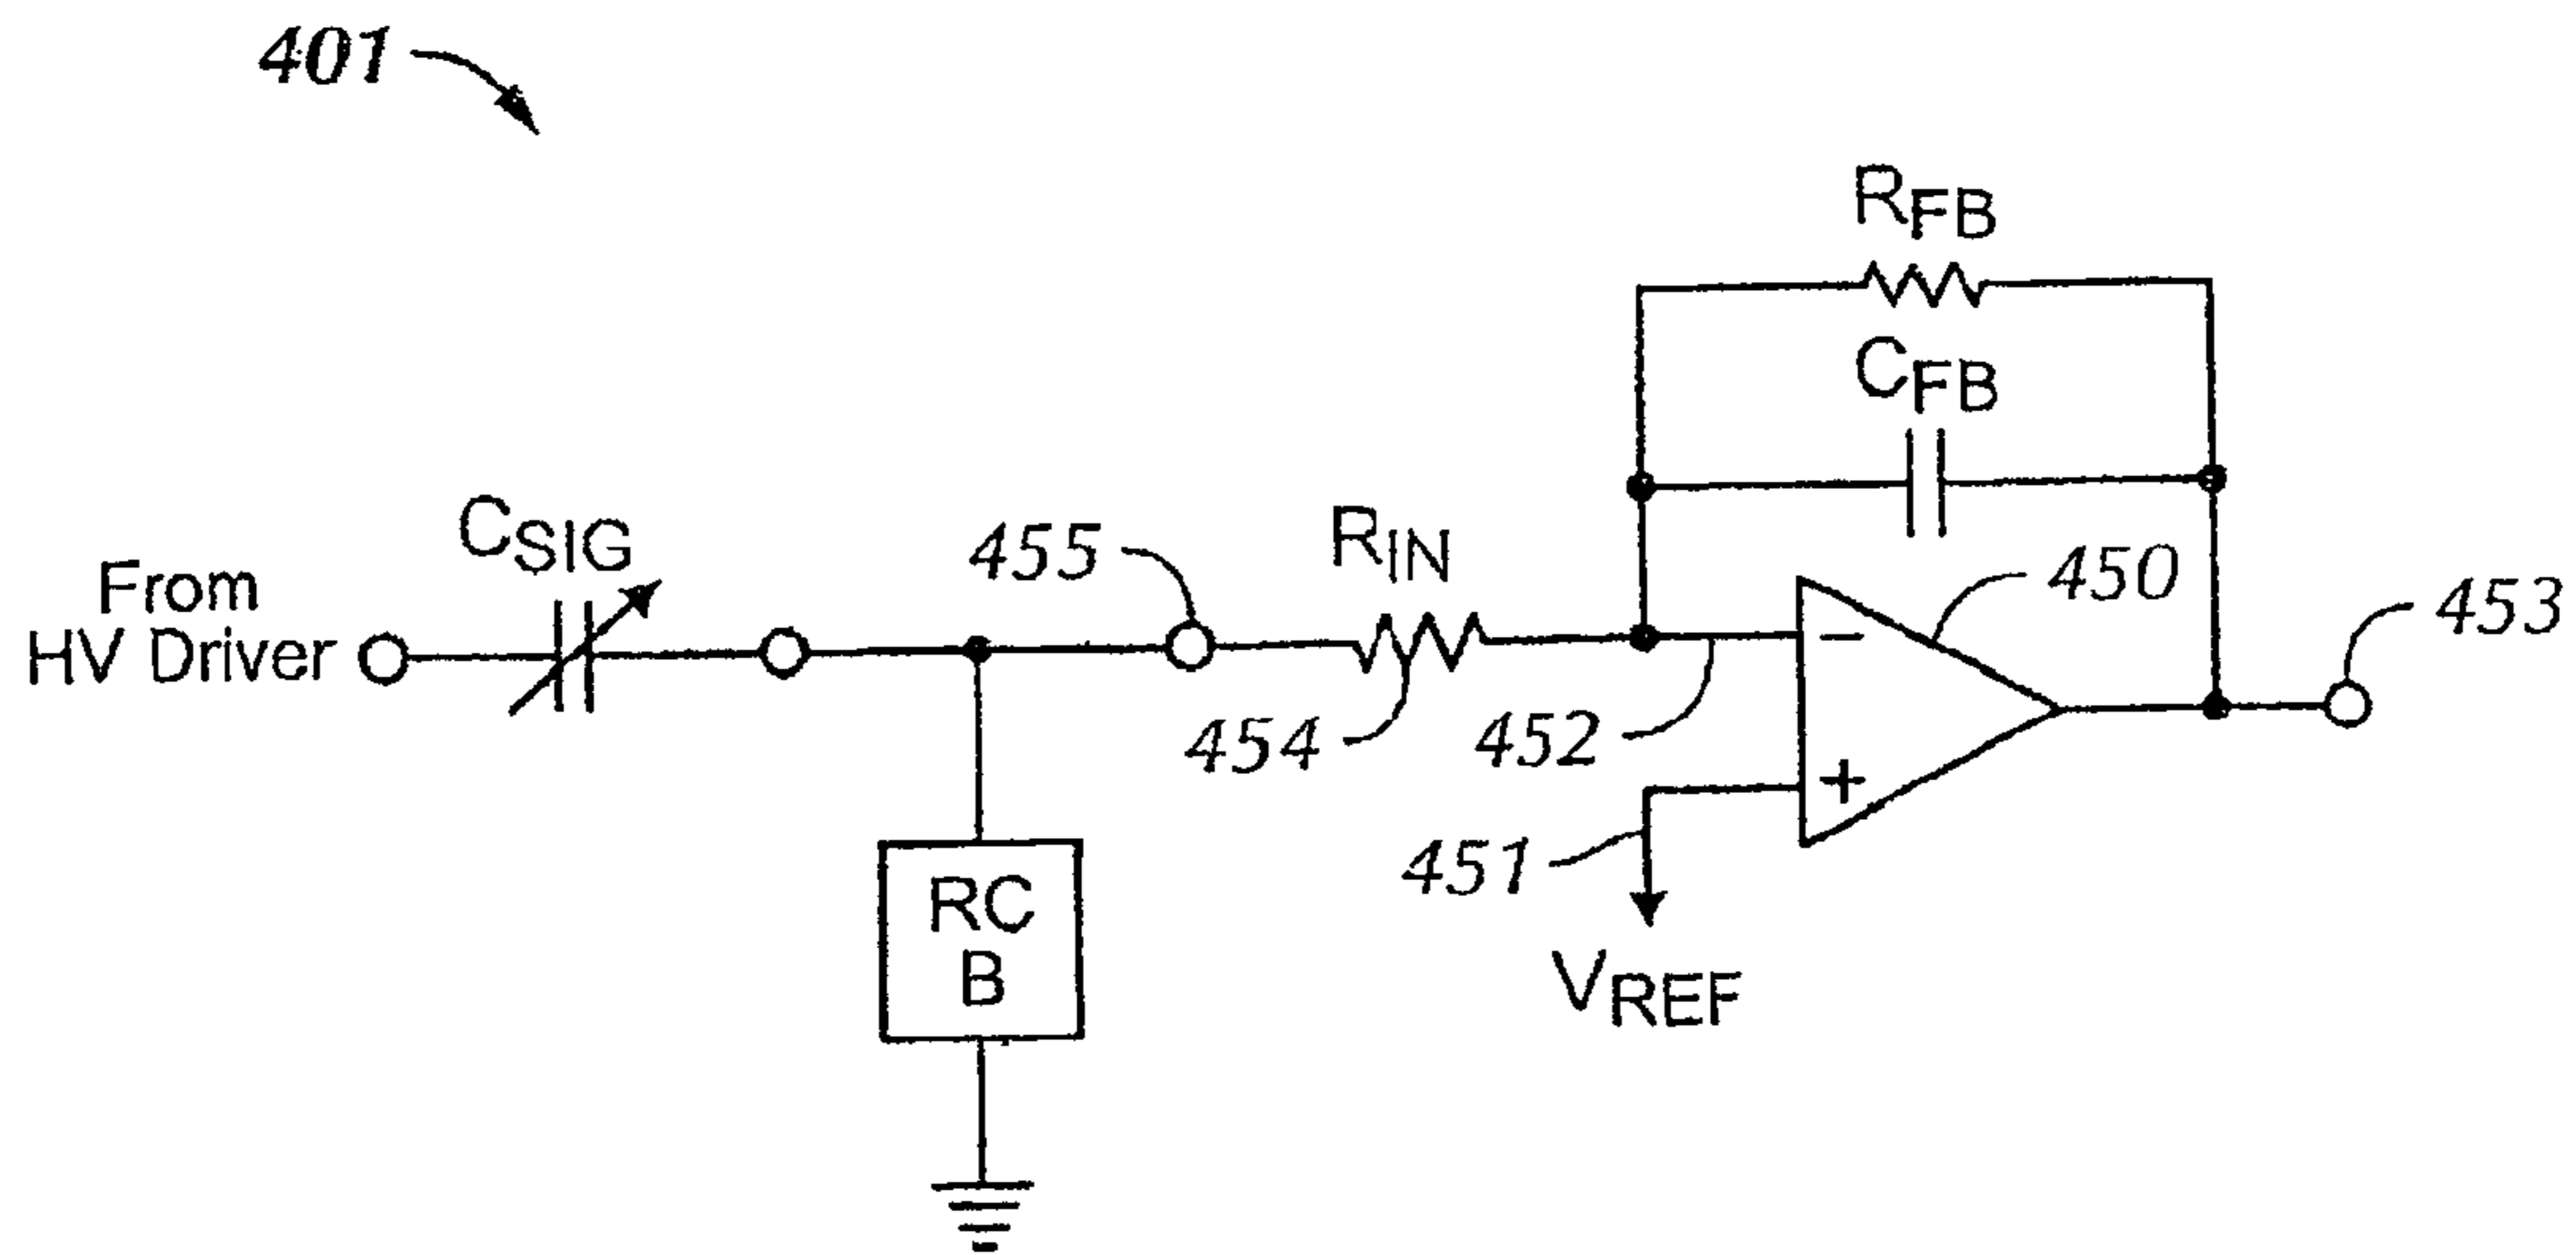 401
RFB
CFB
CSIG
From
HV Driver
455
RIN
450
453
454
452
451
VREF
RC
B
−
+